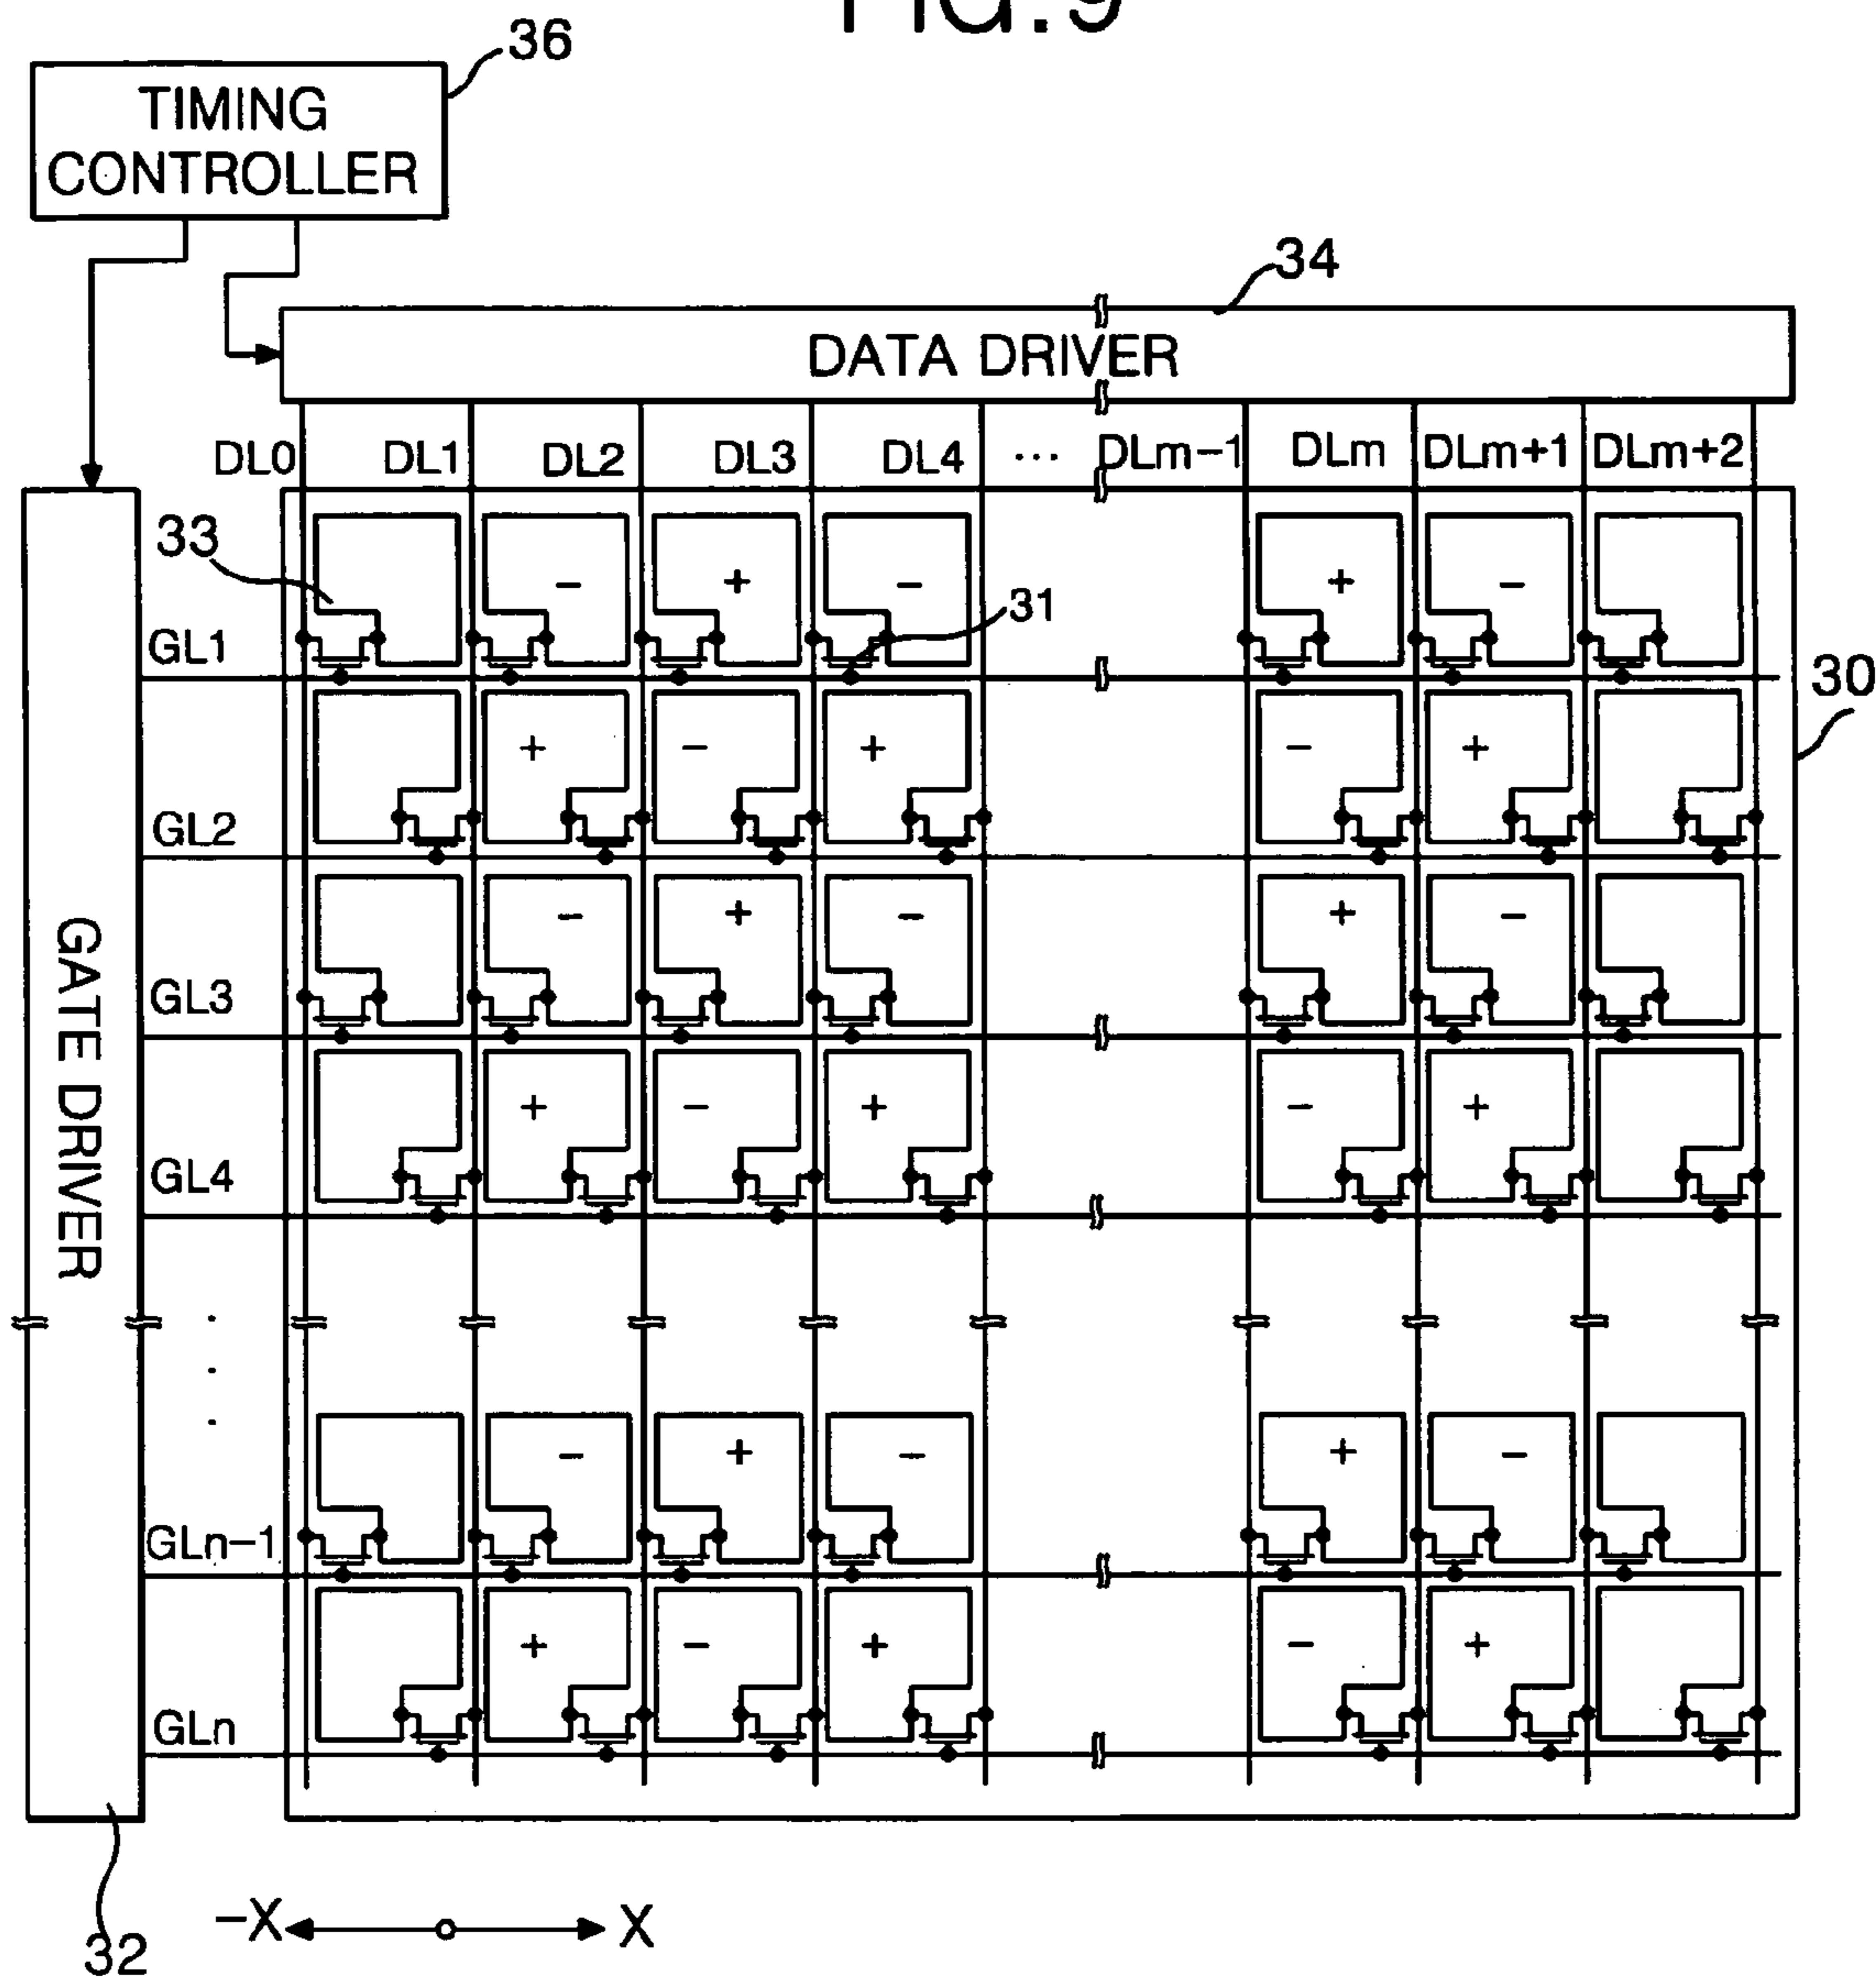 FIG.9
36
TIMING
CONTROLLER
34
DATA DRIVER
DL0 DL1 DL2 DL3 DL4 ... DLm-1 DLm DLm+1 DLm+2
33
- + - + -
31
GL1
30
+ - + - +
GL2
- + - + -
GL3
+ - + - +
GL4
GATE DRIVER
.
.
.
- + - + -
GLn-1
+ - + - +
GLn
-X X
32